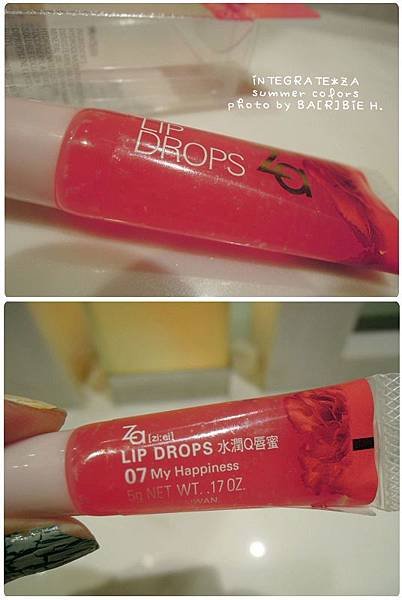 iNTEGRATE*ZA
summer colors
photo by BA[R]BiE H.
LIP
DROPS
Za
Za [zi:ei]
LIP DROPS 水潤Q唇蜜
07 My Happiness
5g NET WT. .17 OZ.